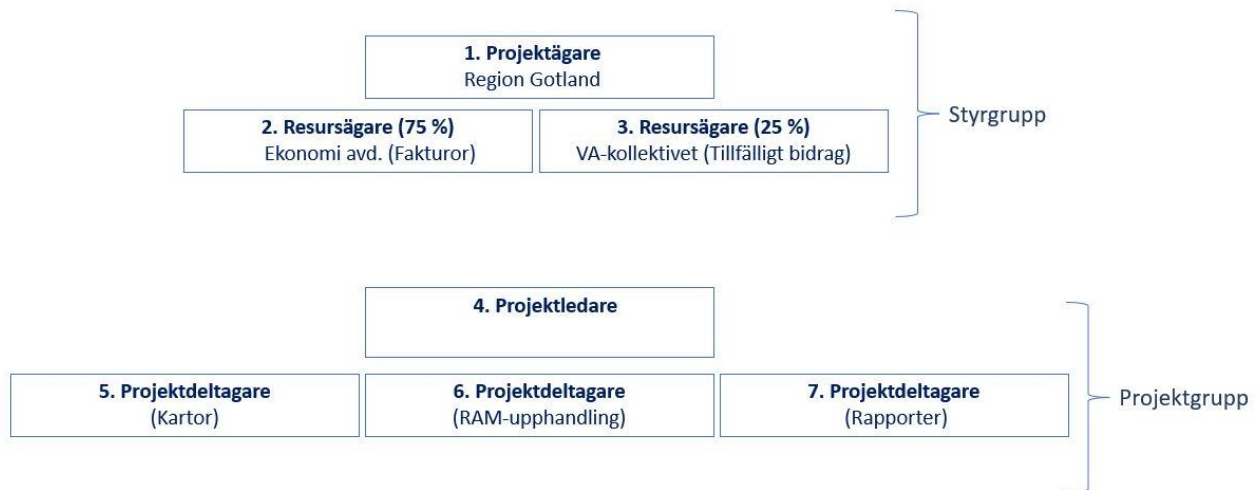 1. Projektägare
Region Gotland
2. Resursägare (75 %)
Ekonomi avd. (Fakturor)
3. Resursägare (25 %)
VA-kollektivet (Tillfälligt bidrag)
Styrgrupp
4. Projektledare
5. Projektdeltagare
(Kartor)
6. Projektdeltagare
(RAM-upphandling)
7. Projektdeltagare
(Rapporter)
Projektgrupp